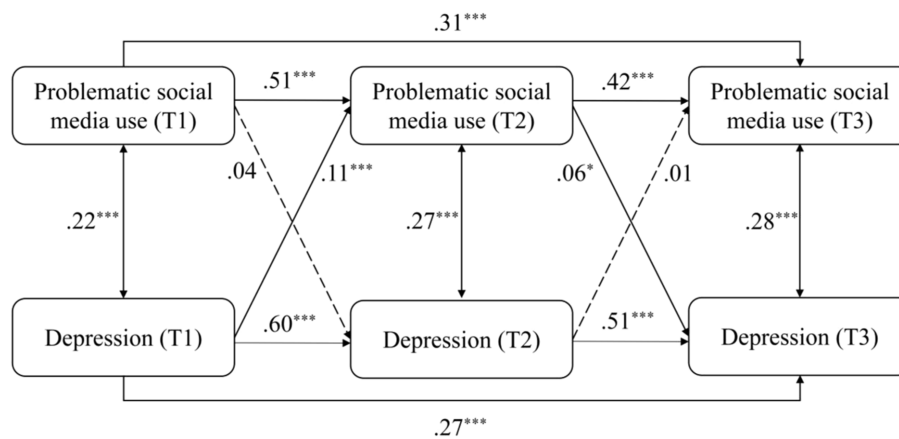 .31***
Problematic social
media use (T1)
.51***
Problematic social
media use (T2)
.42***
Problematic social
media use (T3)
.04
.11***
.06*
.01
.22***
.27***
.28***
Depression (T1)
.60***
Depression (T2)
.51***
Depression (T3)
.27***